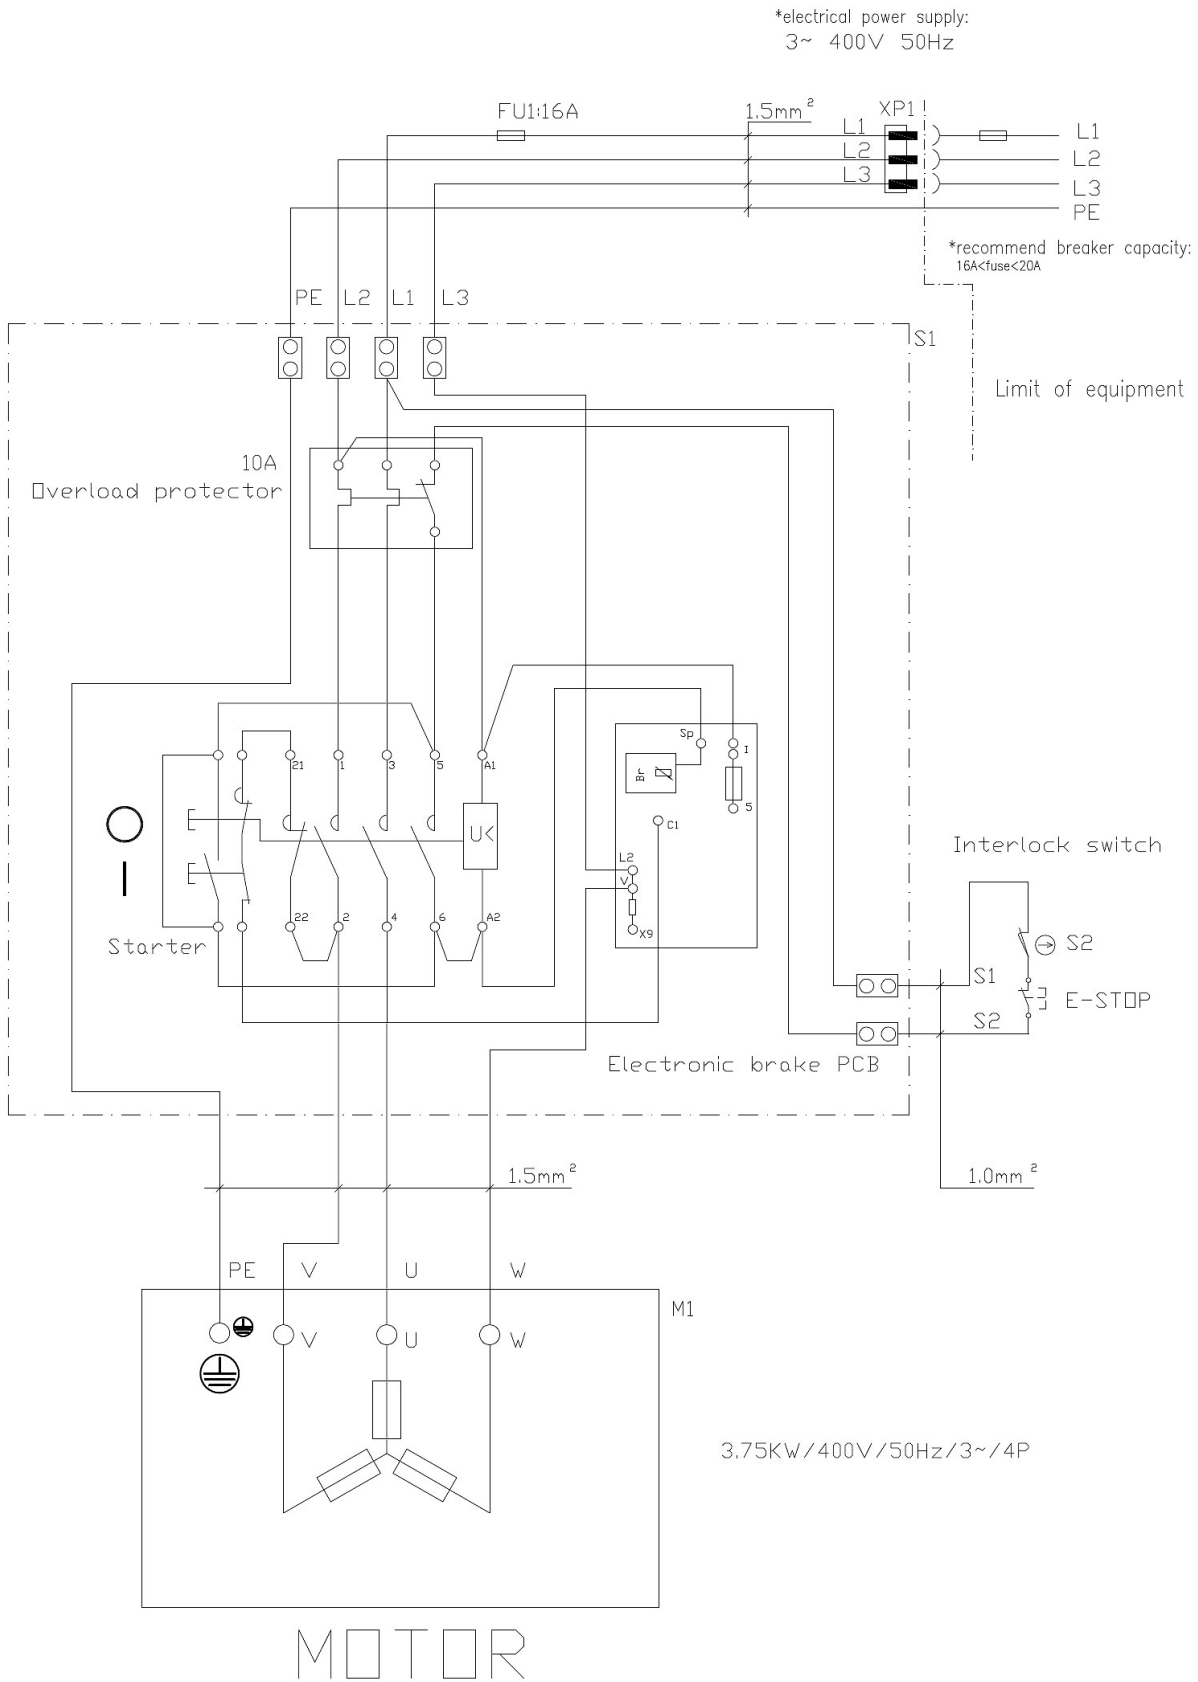 *electrical power supply:
3~ 400V 50Hz
FU1:16A
1.5mm²
XP1
L1
L1
L2
L2
L3
L3
PE
*recommend breaker capacity:
16A<fuse<20A
PE
L2
L1
L3
S1
Limit of equipment
10A
Overload protector
Sp
21
1
3
5
A1
I
Br
5
UK
C1
Interlock switch
L2
V
22
2
4
6
A2
X9
Starter
S2
S1
E-STOP
S2
Electronic brake PCB
1.5mm²
1.0mm²
PE
V
U
W
M1
V
U
W
3.75KW/400V/50Hz/3~/4P
MOTOR